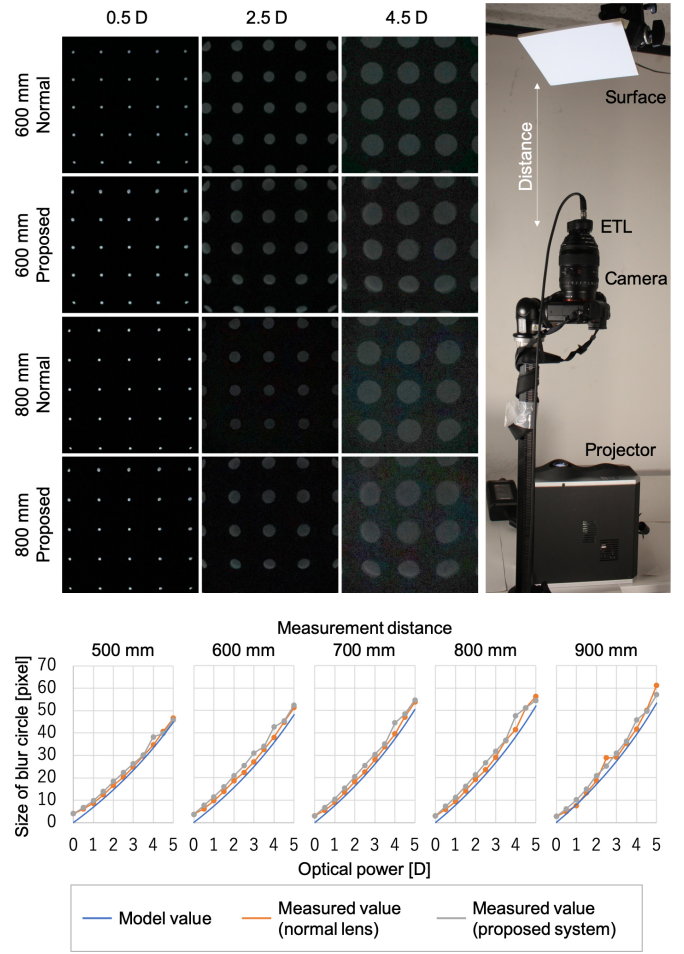 0.5 D 2.5 D 4.5 D
600 mm
Normal
600 mm
Proposed
800 mm
Normal
800 mm
Proposed
Surface
Distance
ETL
Camera
Projector
Measurement distance
500 mm 600 mm 700 mm 800 mm 900 mm
Size of blur circle [pixel]
70
60
50
40
30
20
10
0
0 1 2 3 4 5 0 1 2 3 4 5 0 1 2 3 4 5 0 1 2 3 4 5 0 1 2 3 4 5
Optical power [D]
Model value
Measured value
(normal lens)
Measured value
(proposed system)